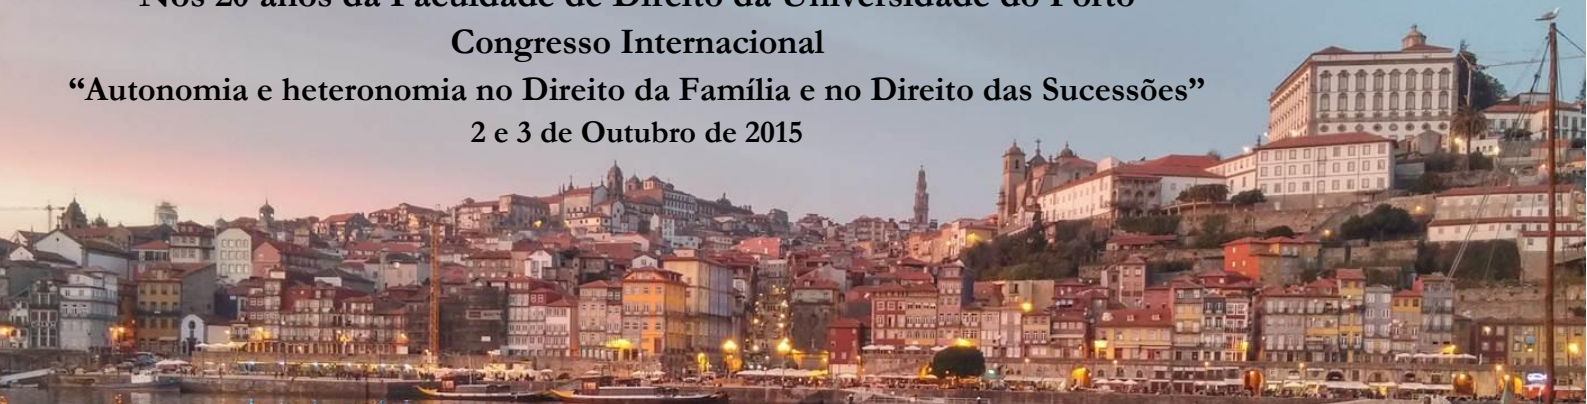 Nos 20 anos da Faculdade de Direito da Universidade do Porto
Congresso Internacional
“Autonomia e heteronomia no Direito da Família e no Direito das Sucessões”
2 e 3 de Outubro de 2015